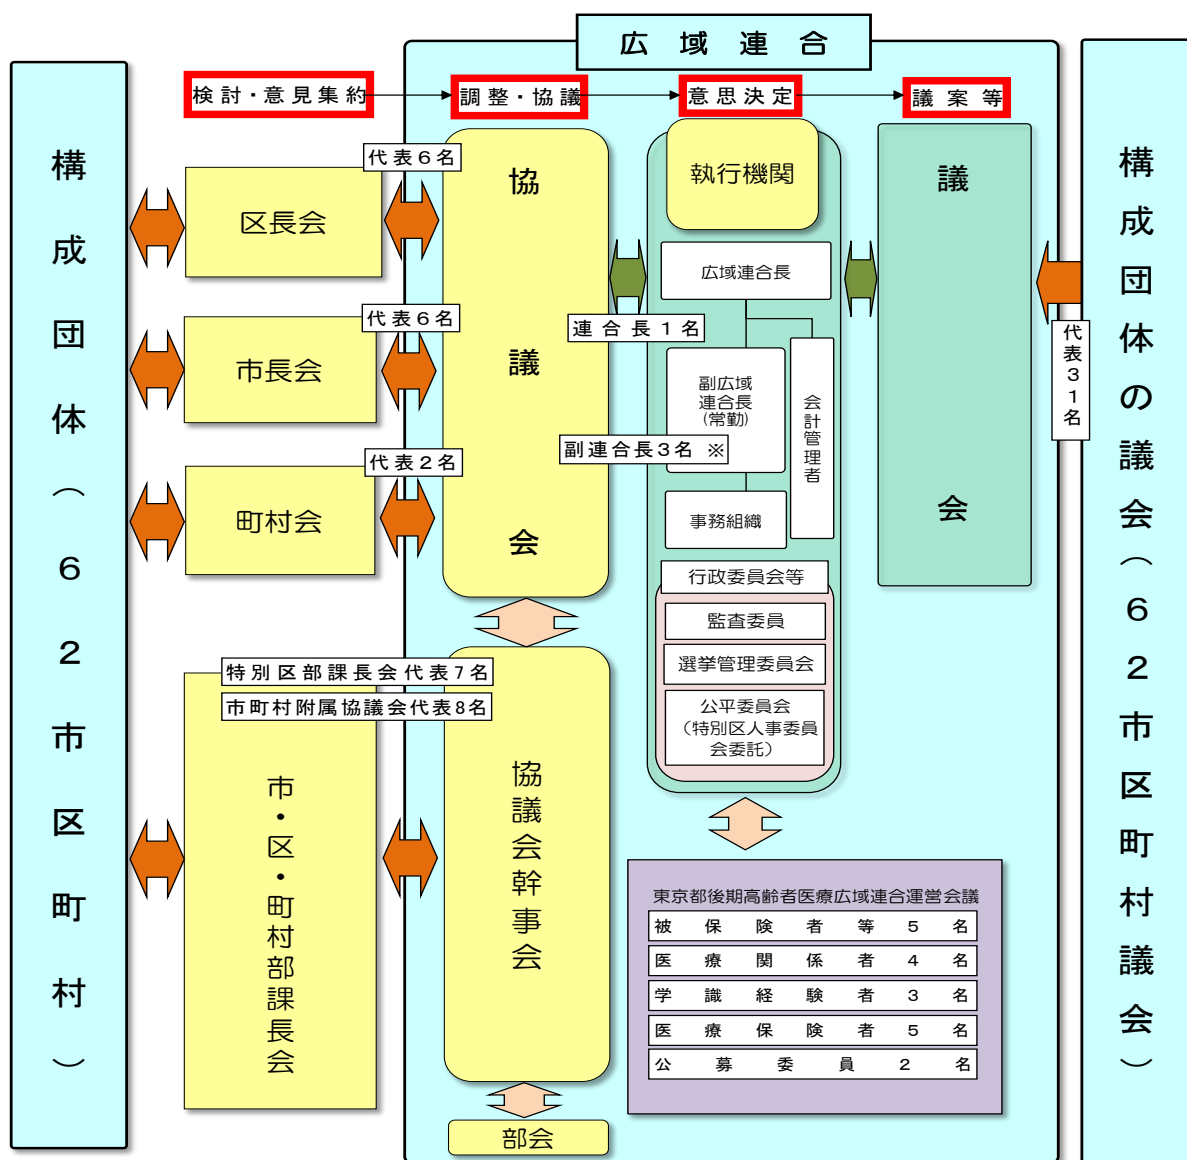 広域連合
検討・意見集約
調整・協議
意思決定
議案等
構成団体（６２市区町村）
区長会
代表６名
市長会
代表６名
町村会
代表２名
協議会
連合長１名
副連合長3名 ※
執行機関
広域連合長
副広域
連合長
(常勤)
会計管理者
事務組織
行政委員会等
監査委員
選挙管理委員会
公平委員会
（特別区人事委員
会委託）
議会
代表３１名
構成団体の議会（６２市区町村議会）
特別区部課長会代表７名
市町村附属協議会代表8名
市・区・町村部課長会
協議会幹事会
部会
東京都後期高齢者医療広域連合運営会議
被保険者等５名
医療関係者４名
学識経験者３名
医療保険者５名
公募委員２名